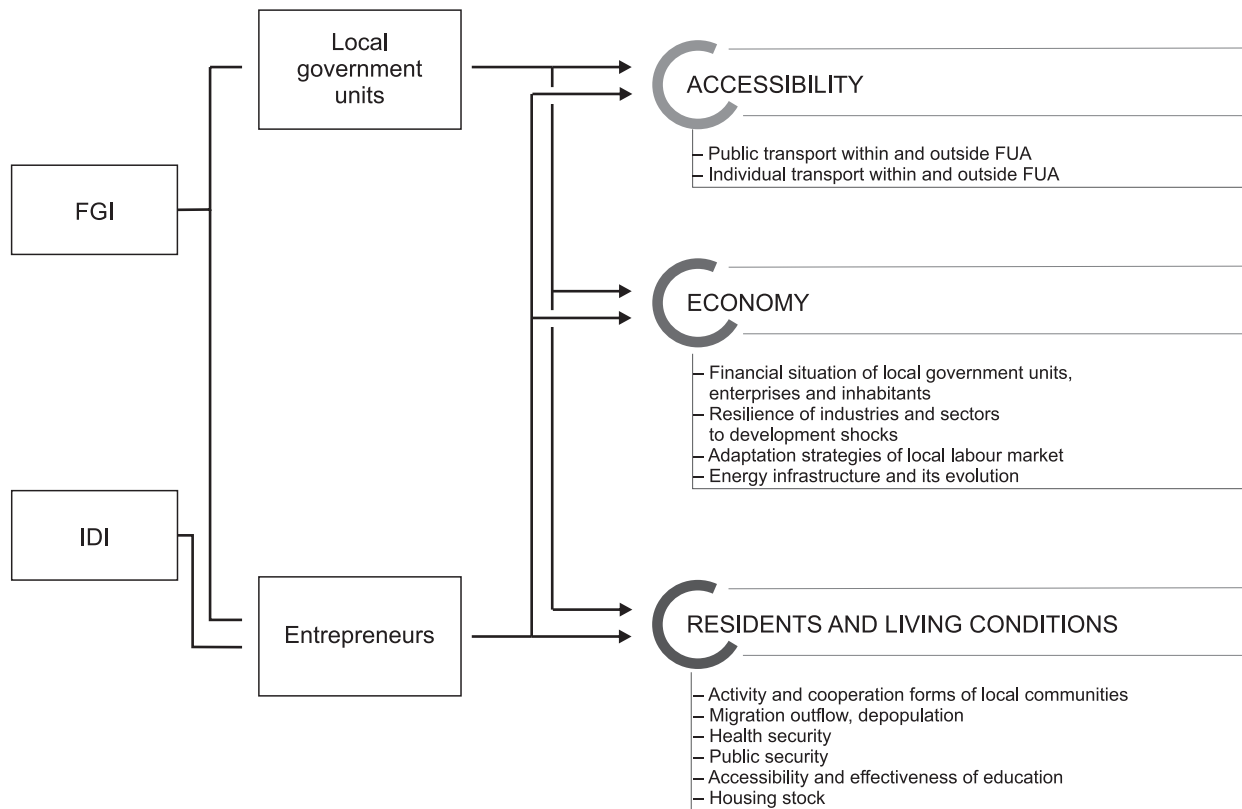 Local
government
units
FGI
IDI
Entrepreneurs
ACCESSIBILITY
– Public transport within and outside FUA
– Individual transport within and outside FUA
ECONOMY
– Financial situation of local government units,
enterprises and inhabitants
– Resilience of industries and sectors
to development shocks
– Adaptation strategies of local labour market
– Energy infrastructure and its evolution
RESIDENTS AND LIVING CONDITIONS
– Activity and cooperation forms of local communities
– Migration outflow, depopulation
– Health security
– Public security
– Accessibility and effectiveness of education
– Housing stock